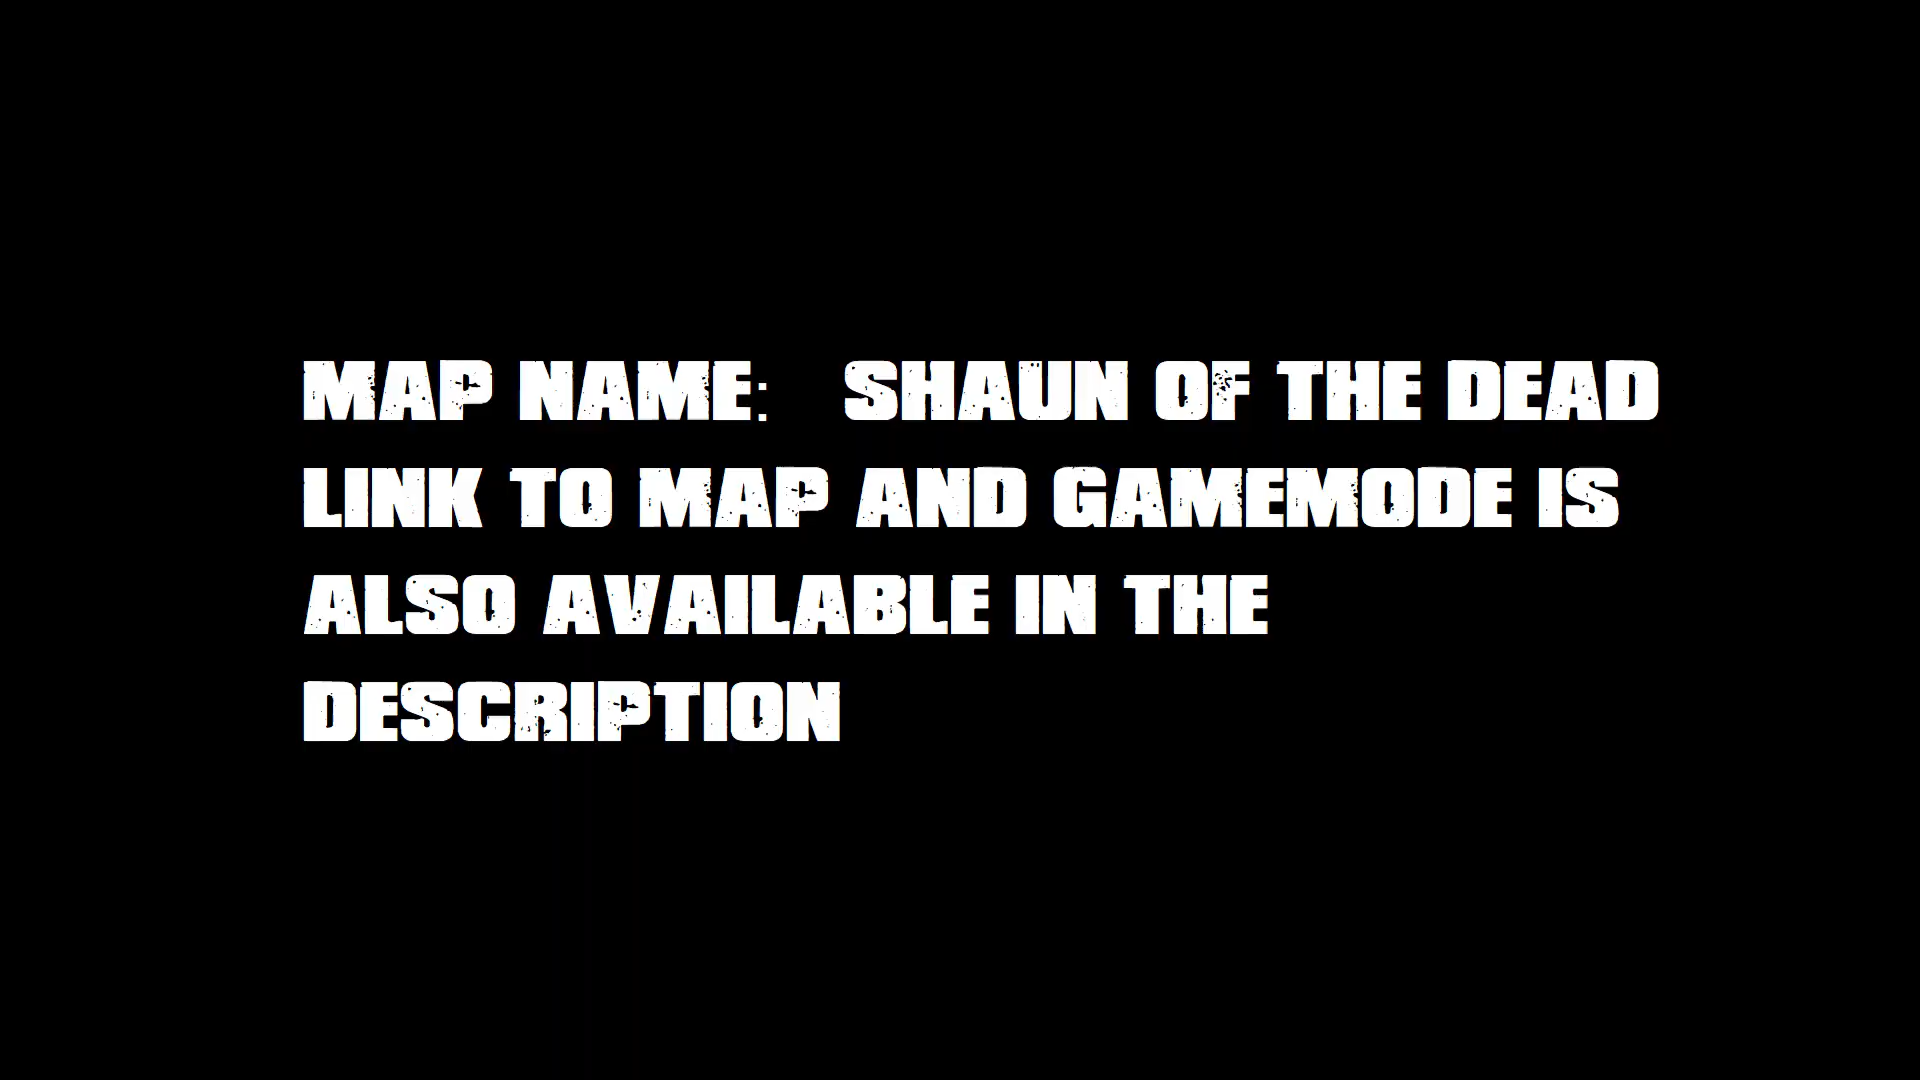 MAP NAME: SHAUN OF THE DEAD
LINK TO MAP AND GAMEMODE IS
ALSO AVAILABLE IN THE
DESCRIPTION